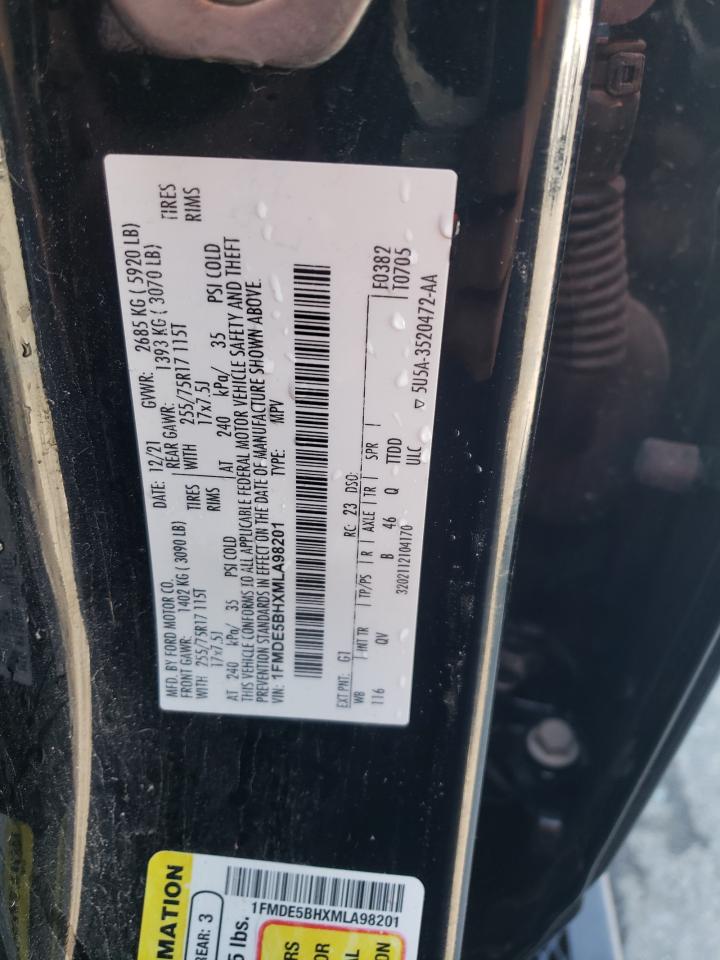 MFD. BY FORD MOTOR CO.
DATE: 12/21 GVWR: 2685 KG ( 5920 LB)
FRONT GAWR: 1402 KG ( 3090 LB) REAR GAWR: 1393 KG ( 3070 LB)
WITH 255/75R17 115T TIRES WITH 255/75R17 115T TIRES
17x7.5J RIMS 17x7.5J RIMS
AT 240 kPa/ 35 PSI COLD AT 240 kPa/ 35 PSI COLD
THIS VEHICLE CONFORMS TO ALL APPLICABLE FEDERAL MOTOR VEHICLE SAFETY AND THEFT
PREVENTION STANDARDS IN EFFECT ON THE DATE OF MANUFACTURE SHOWN ABOVE.
VIN: 1FMDE5BHXMLA98201 TYPE: MPV
EXT PNT: G1 RC: 23 DSO: F0382
WB INT TR TP/PS R AXLE TR SPR T0705
116 QV B 46 Q TTDD
3202112104170 ULC ▽ 5U5A-3520472-AA
MATION
REAR: 3
5 lbs.
1FMDE5BHXMLA98201
RS
OR
AL
ION